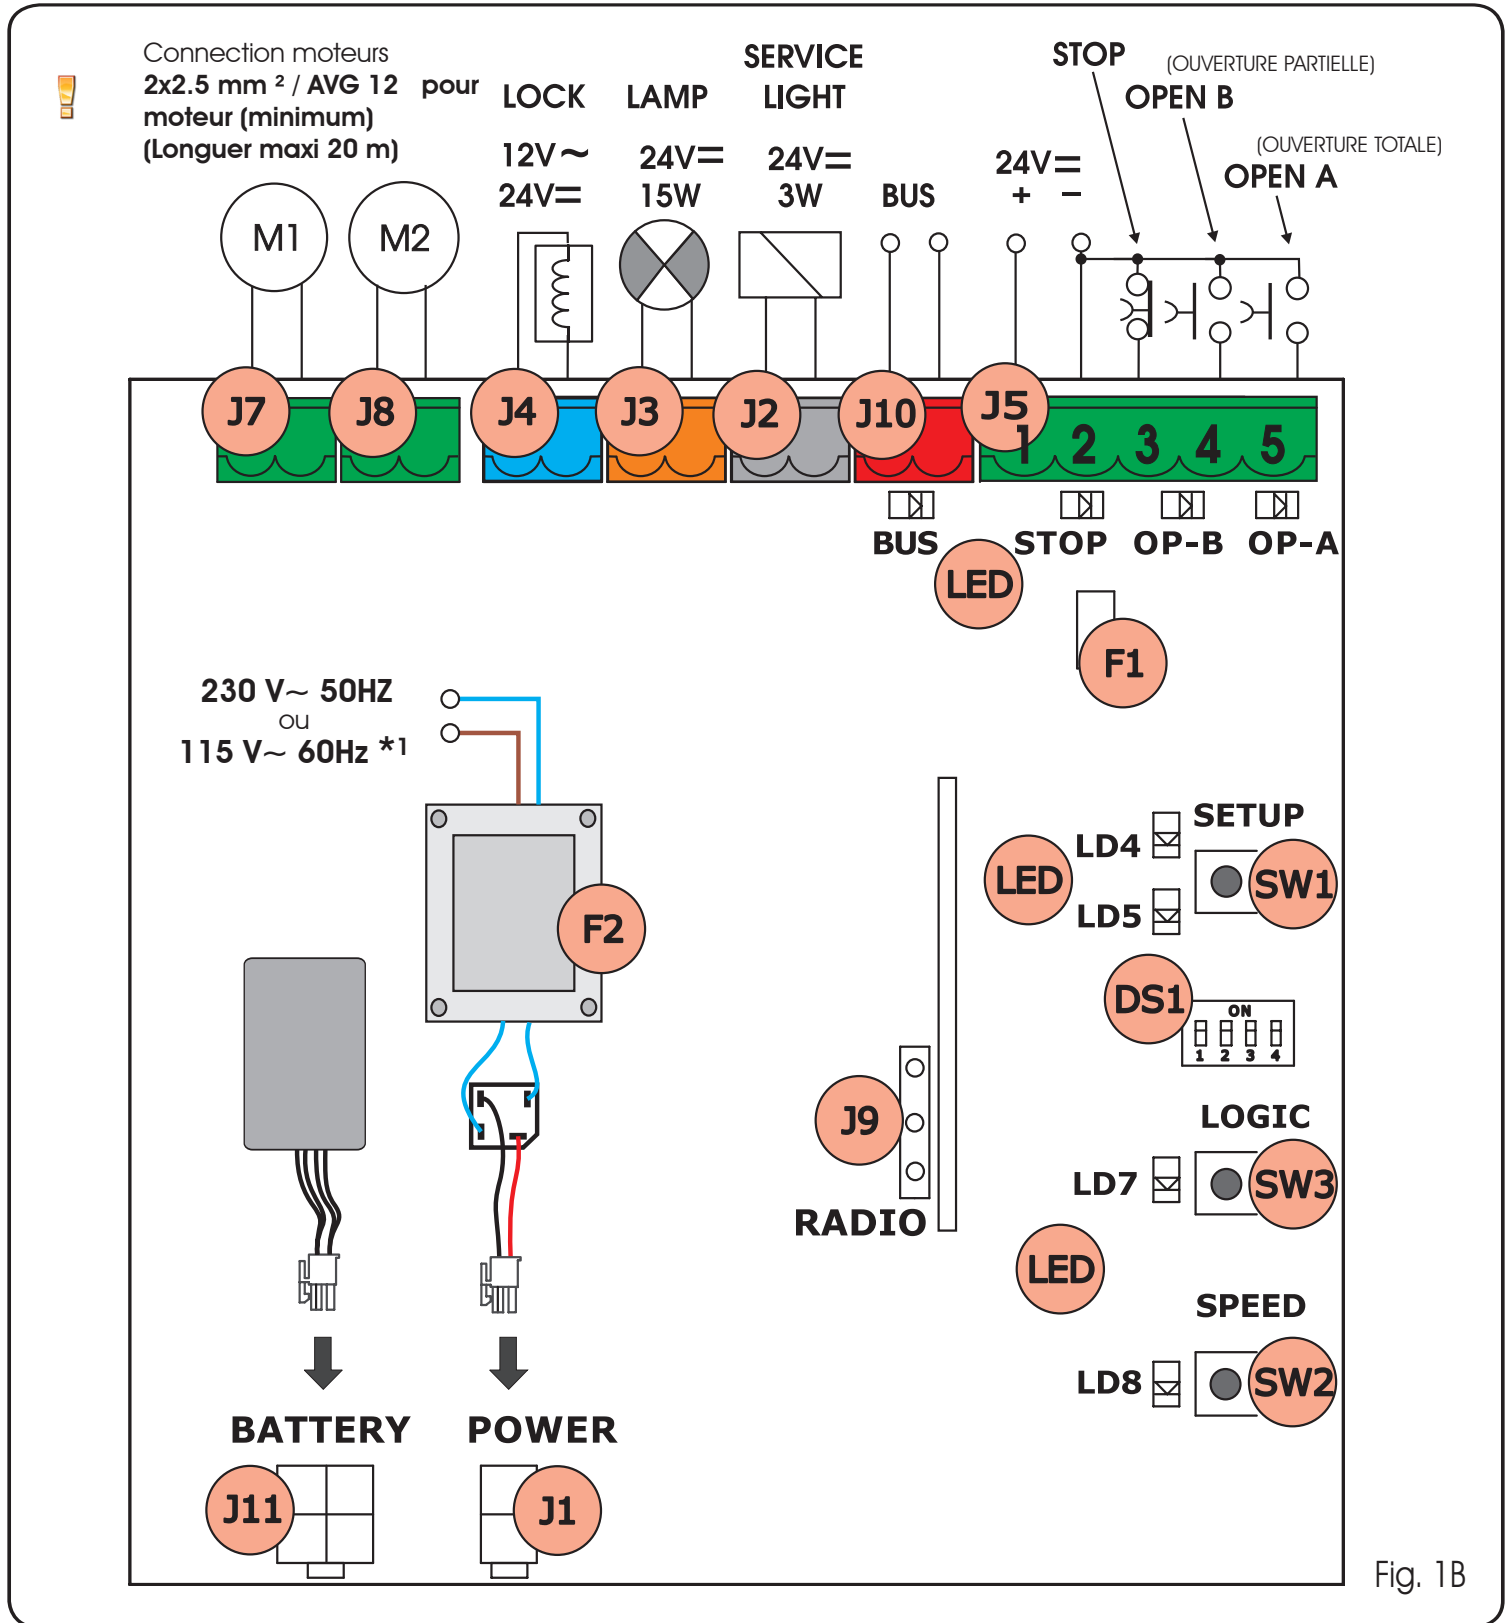 Connection moteurs
2x2.5 mm ² / AVG 12 pour
moteur (minimum)
(Longuer maxi 20 m)
LOCK
12V~
24V=
LAMP
24V=
15W
SERVICE
LIGHT
24V=
3W
BUS
24V=
+ −
STOP
(OUVERTURE PARTIELLE)
OPEN B
(OUVERTURE TOTALE)
OPEN A
M1 M2
J7 J8 J4 J3 J2 J10 J5
1 2 3 4 5
BUS STOP OP-B OP-A
LED
F1
230 V~ 50HZ
ou
115 V~ 60Hz *1
F2
SETUP
LD4
LED
SW1
LD5
DS1
ON
1 2 3 4
J9
RADIO
LOGIC
LD7
SW3
LED
SPEED
LD8
SW2
BATTERY POWER
J11 J1
Fig. 1B